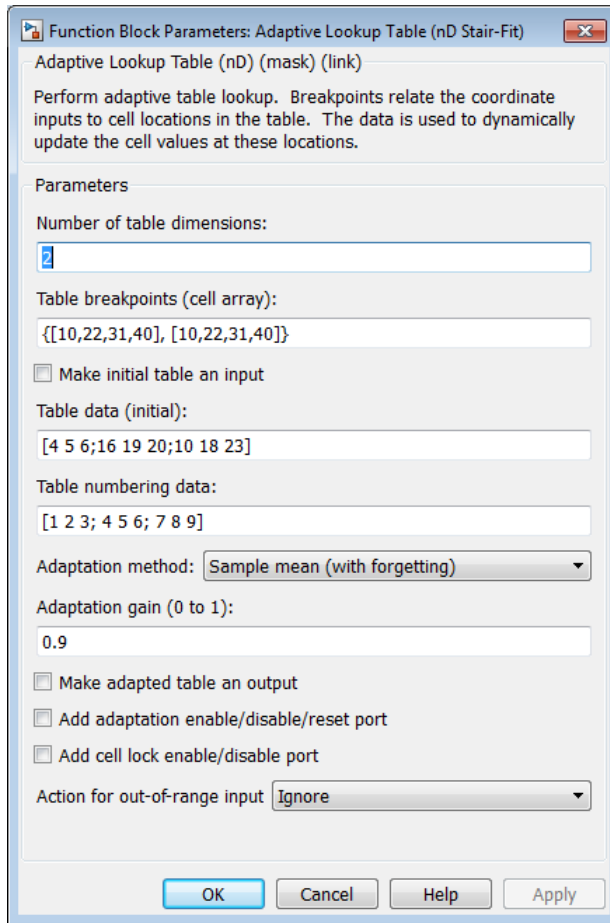 Function Block Parameters: Adaptive Lookup Table (nD Stair-Fit)
Adaptive Lookup Table (nD) (mask) (link)
Perform adaptive table lookup.  Breakpoints relate the coordinate
inputs to cell locations in the table.  The data is used to dynamically
update the cell values at these locations.
Parameters
Number of table dimensions:
2
Table breakpoints (cell array):
{[10,22,31,40], [10,22,31,40]}
Make initial table an input
Table data (initial):
[4 5 6;16 19 20;10 18 23]
Table numbering data:
[1 2 3; 4 5 6; 7 8 9]
Adaptation method: Sample mean (with forgetting)
Adaptation gain (0 to 1):
0.9
Make adapted table an output
Add adaptation enable/disable/reset port
Add cell lock enable/disable port
Action for out-of-range input Ignore
OK Cancel Help Apply